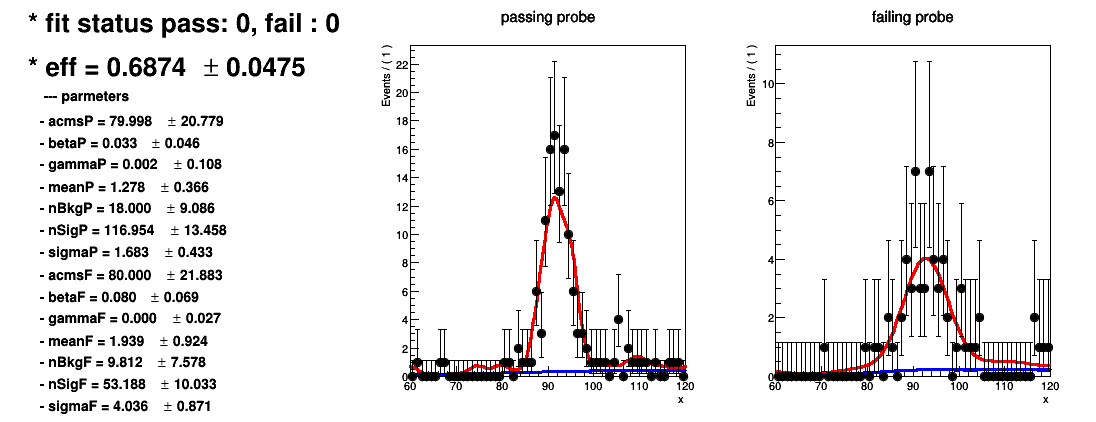 * fit status pass: 0, fail : 0
* eff = 0.6874 ± 0.0475
--- parmeters
- acmsP = 79.998 ± 20.779
- betaP = 0.033 ± 0.046
- gammaP = 0.002 ± 0.108
- meanP = 1.278 ± 0.366
- nBkgP = 18.000 ± 9.086
- nSigP = 116.954 ± 13.458
- sigmaP = 1.683 ± 0.433
- acmsF = 80.000 ± 21.883
- betaF = 0.080 ± 0.069
- gammaF = 0.000 ± 0.027
- meanF = 1.939 ± 0.924
- nBkgF = 9.812 ± 7.578
- nSigF = 53.188 ± 10.033
- sigmaF = 4.036 ± 0.871
passing probe
Events / ( 1 )
22
20
18
16
14
12
10
8
6
4
2
0
60 70 80 90 100 110 120
x
failing probe
Events / ( 1 )
10
8
6
4
2
0
60 70 80 90 100 110 120
x